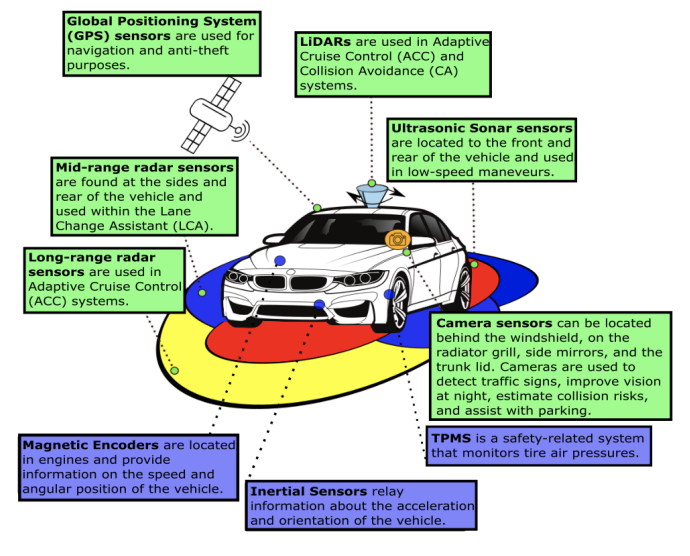 Global Positioning System
(GPS) sensors are used for
navigation and anti-theft
purposes.
LiDARs are used in Adaptive
Cruise Control (ACC) and
Collision Avoidance (CA)
systems.
Ultrasonic Sonar sensors
are located to the front and
rear of the vehicle and used
in low-speed maneveurs.
Mid-range radar sensors
are found at the sides and
rear of the vehicle and
used within the Lane
Change Assistant (LCA).
Long-range radar
sensors are used in
Adaptive Cruise Control
(ACC) systems.
Camera sensors can be located
behind the windshield, on the
radiator grill, side mirrors, and the
trunk lid. Cameras are used to
detect traffic signs, improve vision
at night, estimate collision risks,
and assist with parking.
Magnetic Encoders are located
in engines and provide
information on the speed and
angular position of the vehicle.
TPMS is a safety-related system
that monitors tire air pressures.
Inertial Sensors relay
information about the acceleration
and orientation of the vehicle.